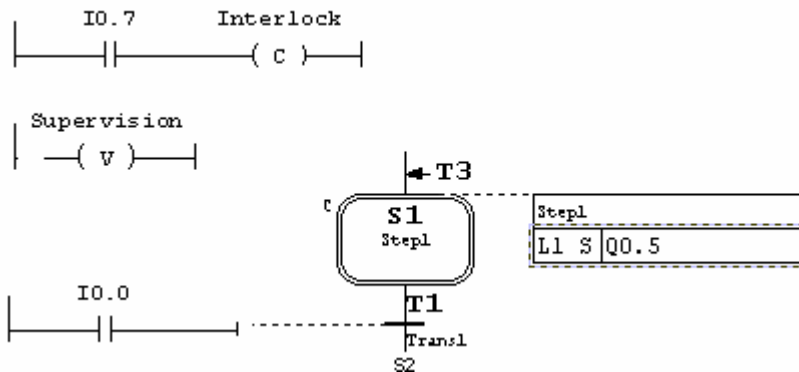 I0.7 Interlock
( C )
Supervision
( V )
T3
C
S1
Step1
Step1
L1 S Q0.5
I0.0
T1
Trans1
S2